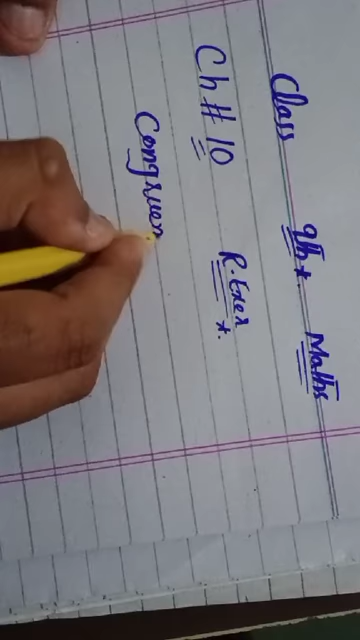 Class 9th *. Maths
Ch # 10 R.Exer *.
Congruen